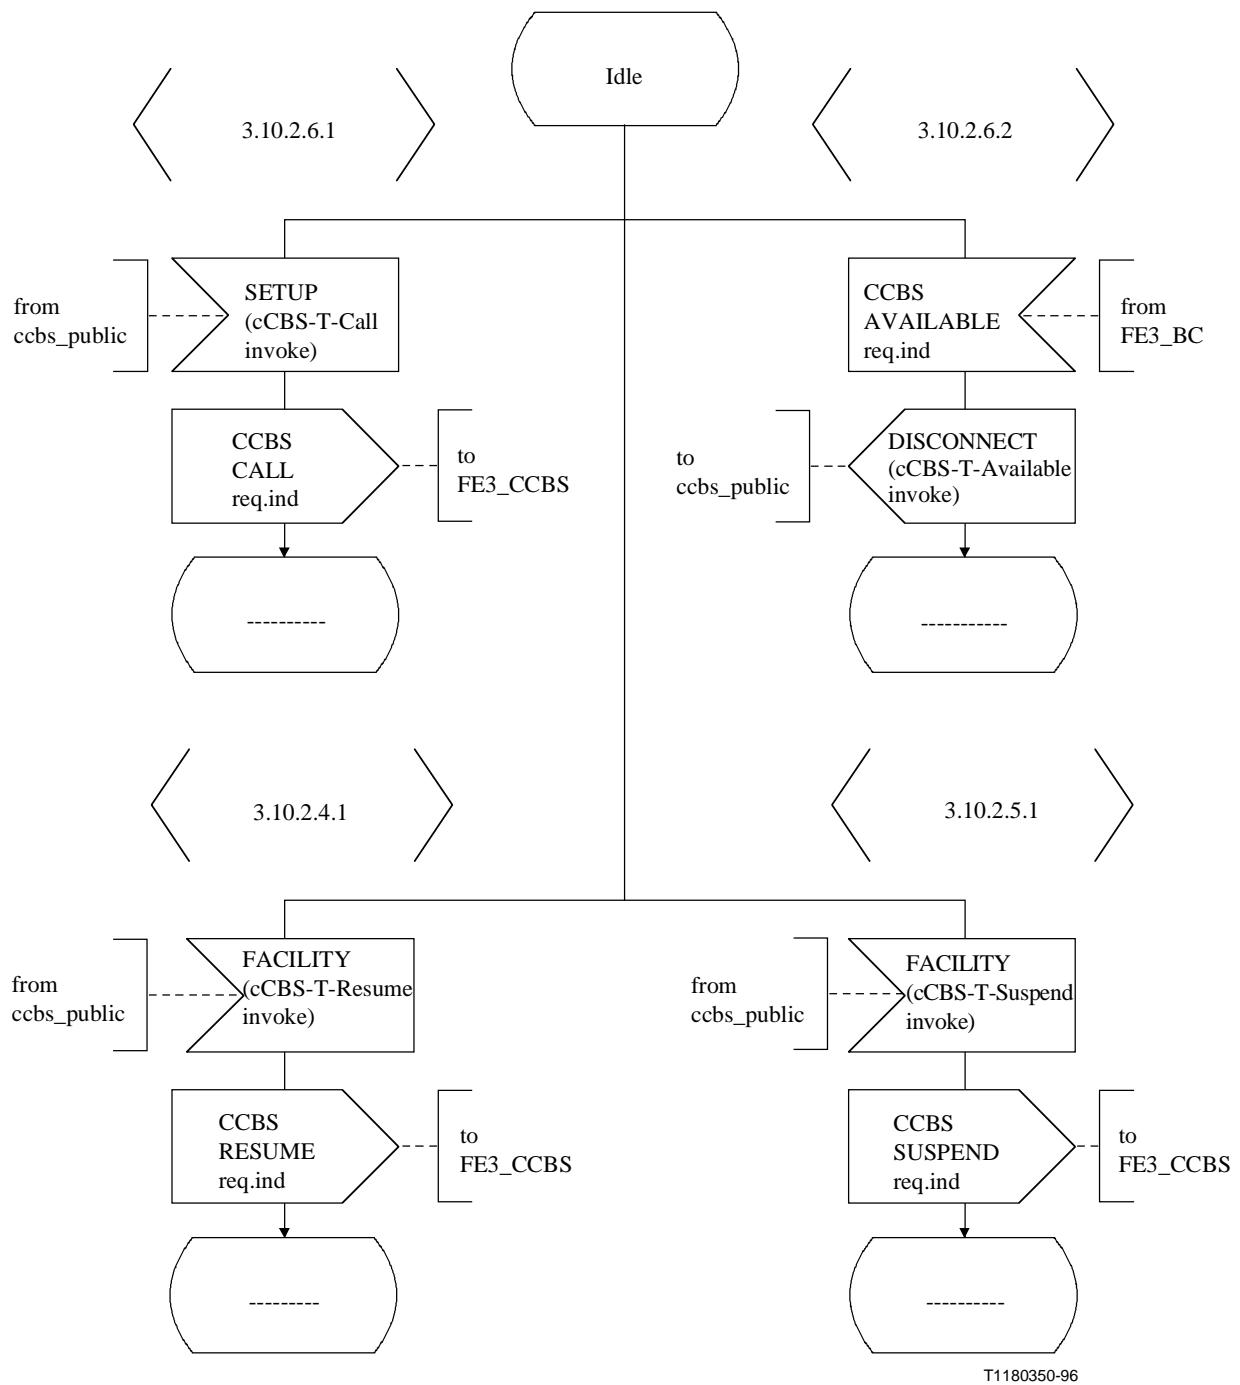 Idle
3.10.2.6.1
3.10.2.6.2
from
ccbs_public
SETUP
(cCBS-T-Call
invoke)
CCBS
AVAILABLE
req.ind
from
FE3_BC
CCBS
CALL
req.ind
to
FE3_CCBS
to
ccbs_public
DISCONNECT
(cCBS-T-Available
invoke)
----------
-----------
3.10.2.4.1
3.10.2.5.1
from
ccbs_public
FACILITY
(cCBS-T-Resume
invoke)
from
ccbs_public
FACILITY
(cCBS-T-Suspend
invoke)
CCBS
RESUME
req.ind
to
FE3_CCBS
CCBS
SUSPEND
req.ind
to
FE3_CCBS
---------
----------
T1180350-96